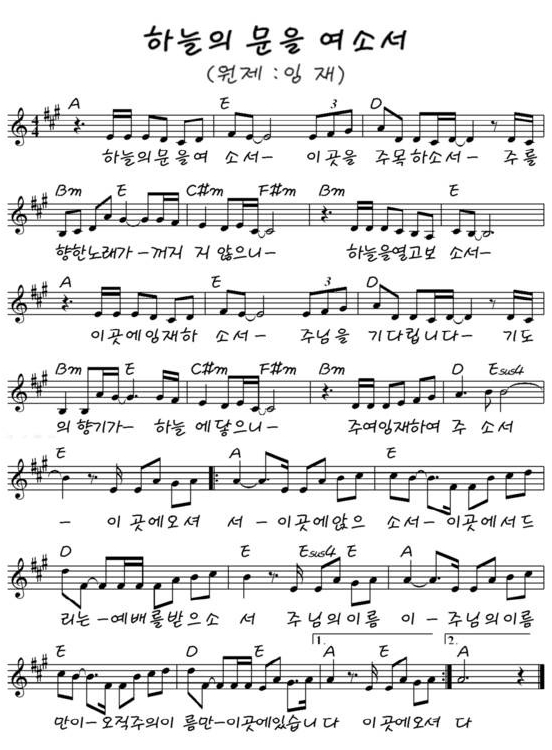 하늘의 문을 여소서
(원제 : 임 재)
A E 3 D
하늘의문을여 소서- 이곳을 주목하소서- 주를
Bm E C#m F#m Bm E
향한노래가-꺼지 지 않으니- 하늘을열고보 소서-
A E 3 D
이곳에임재하 소서- 주님을 기다립니다- 기도
Bm E C#m F#m Bm A Esus4
의 향기가- 하늘 에닿으니- 주여임재하여 주 소서
E A E
- 이 곳에오셔 서-이곳에앉으 소서-이곳에서드
D E Esus4 E A
리는-예배를받으소 서 주님의이름 이-주님의이름
E D E 1. 2. A
만이-오직주의이 름만-이곳에있습니 다 이곳에오셔 다